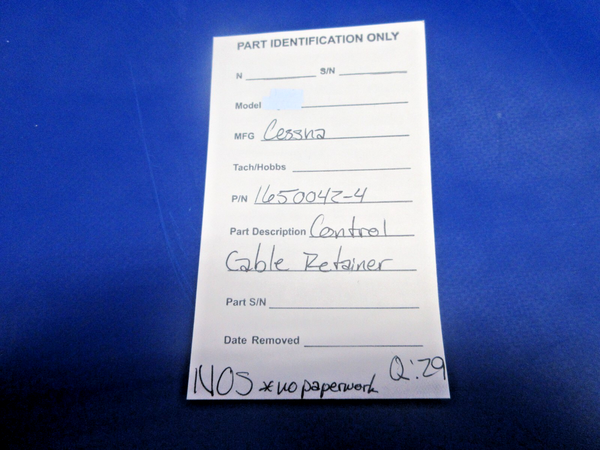 PART IDENTIFICATION ONLY
N S/N
Model
MFG Cessna
Tach/Hobbs
P/N 1650042-4
Part Description Control
Cable Retainer
Part S/N
Date Removed
NOS *no paperwork Q:29